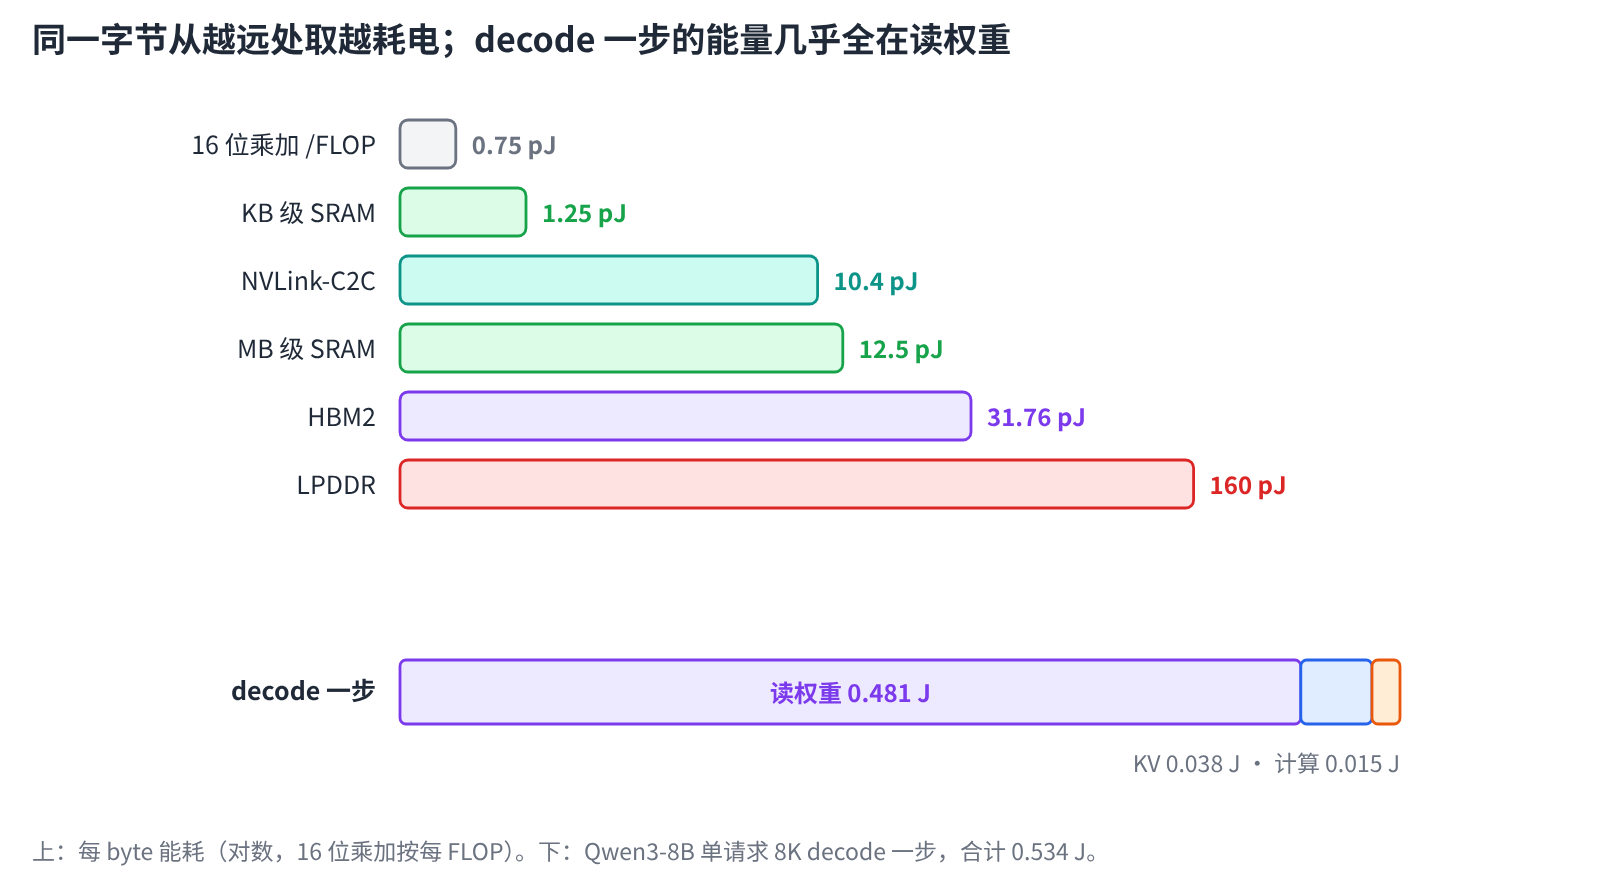 同一字节从越远处取越耗电；decode 一步的能量几乎全在读权重
16 位乘加 /FLOP 0.75 pJ
KB 级 SRAM 1.25 pJ
NVLink-C2C 10.4 pJ
MB 级 SRAM 12.5 pJ
HBM2 31.76 pJ
LPDDR 160 pJ
decode 一步 读权重 0.481 J
KV 0.038 J · 计算 0.015 J
上：每 byte 能耗（对数，16 位乘加按每 FLOP）。下：Qwen3-8B 单请求 8K decode 一步，合计 0.534 J。